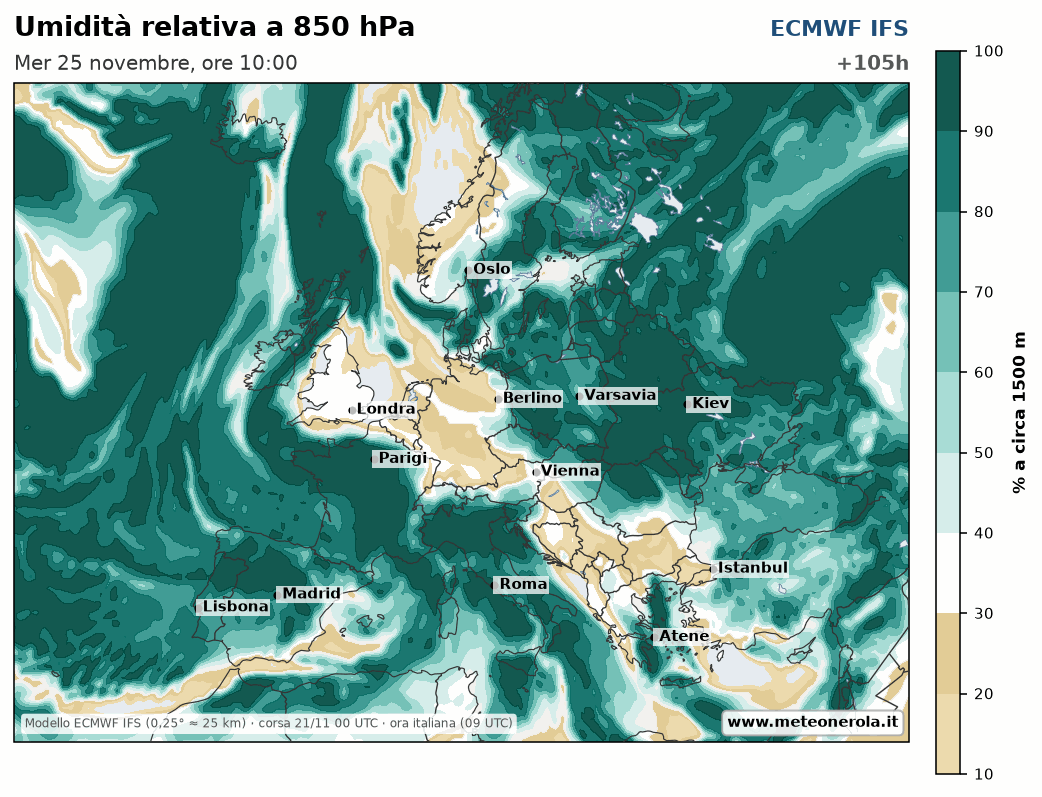 Umidità relativa a 850 hPa
ECMWF IFS
Mer 25 novembre, ore 10:00
+105h
100
90
80
70
60
50
40
30
20
10
% a circa 1500 m
Oslo
Berlino
Varsavia
Kiev
Londra
Parigi
Vienna
Istanbul
Roma
Madrid
Lisbona
Atene
Modello ECMWF IFS (0,25° ≈ 25 km) · corsa 21/11 00 UTC · ora italiana (09 UTC)
www.meteonerola.it